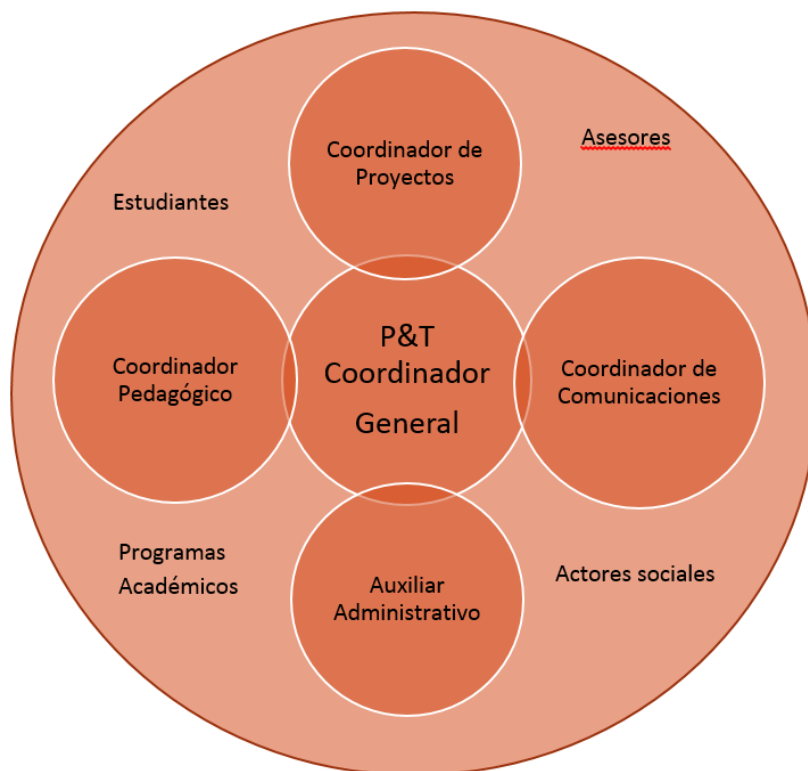 Coordinador de
Proyectos
Asesores
Estudiantes
Coordinador
Pedagógico
P&T
Coordinador
General
Coordinador de
Comunicaciones
Programas
Académicos
Auxiliar
Administrativo
Actores sociales